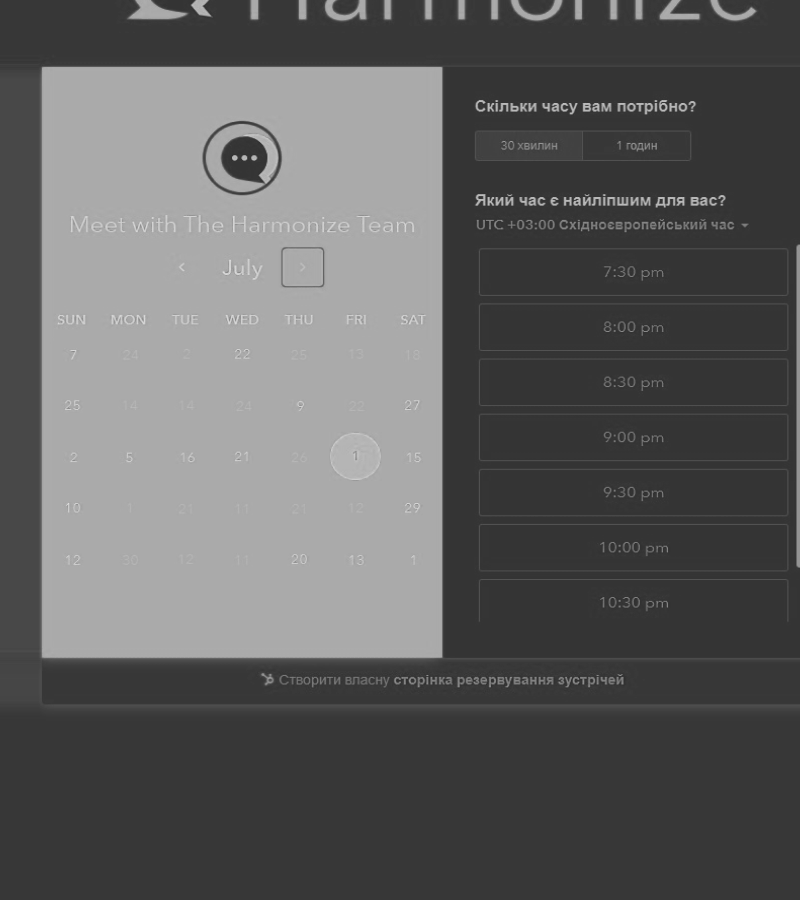 Harmonize
Meet with The Harmonize Team
July
SUN MON TUE WED THU FRI SAT
7 24 2 22 25 13 18
25 14 14 24 9 22 27
2 5 16 21 26 1 15
10 1 21 11 21 12 29
12 30 12 11 20 13 1
Скільки часу вам потрібно?
30 хвилин 1 годин
Який час є найліпшим для вас?
UTC +03:00 Східноєвропейський час
7:30 pm
8:00 pm
8:30 pm
9:00 pm
9:30 pm
10:00 pm
10:30 pm
Створити власну сторінка резервування зустрічей